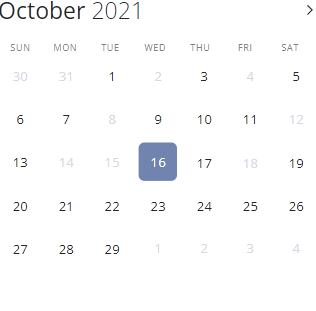 October 2021
SUN MON TUE WED THU FRI SAT
30 31 1 2 3 4 5
6 7 8 9 10 11 12
13 14 15 16 17 18 19
20 21 22 23 24 25 26
27 28 29 1 2 3 4